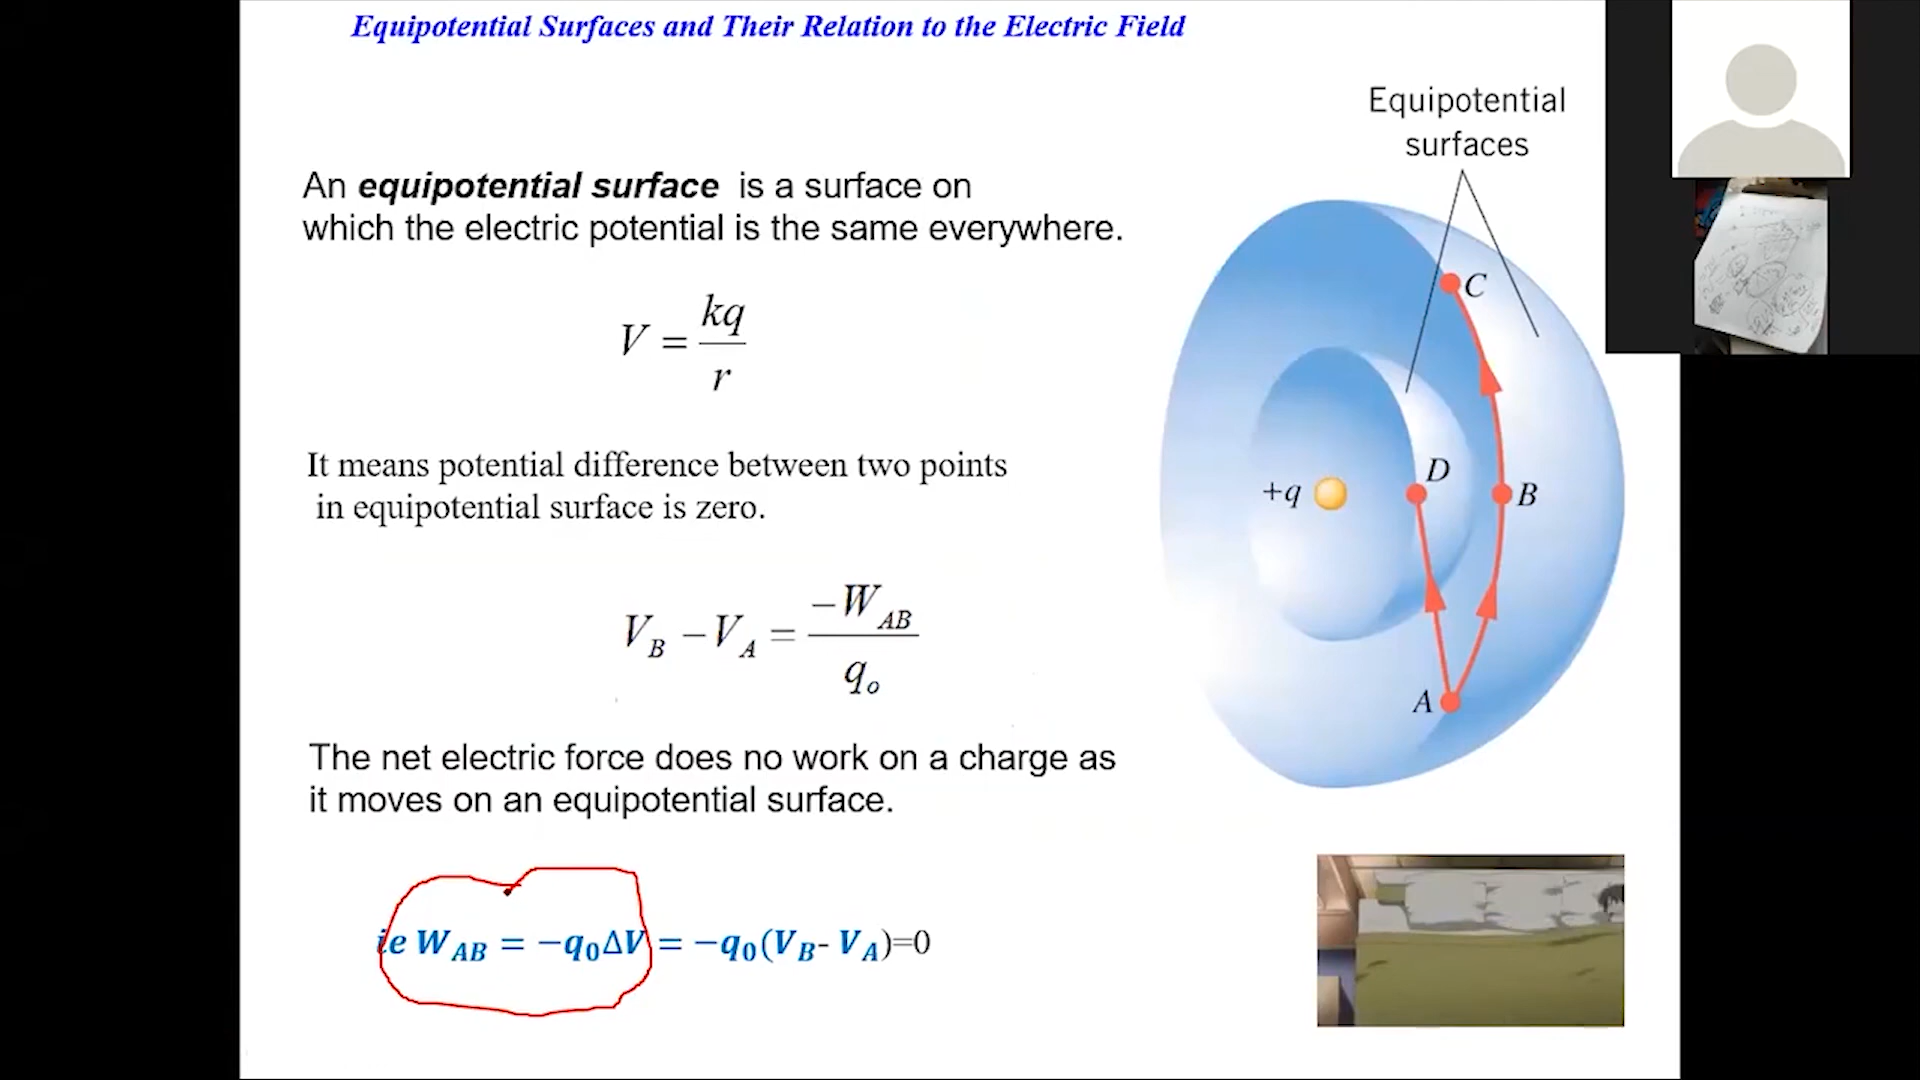 Equipotential Surfaces and Their Relation to the Electric Field
Equipotential
surfaces
An equipotential surface is a surface on
which the electric potential is the same everywhere.
V = kq / r
It means potential difference between two points
in equipotential surface is zero.
V_B − V_A = −W_AB / q_o
The net electric force does no work on a charge as
it moves on an equipotential surface.
ie W_AB = −q_0ΔV = −q_0(V_B- V_A)=0
C
D
+q
B
A